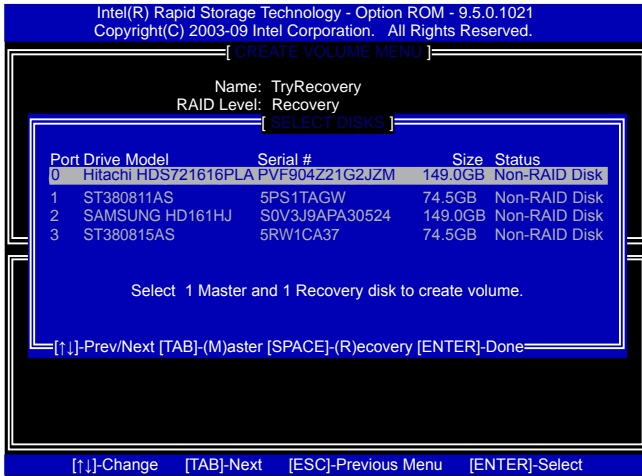 Intel(R) Rapid Storage Technology - Option ROM - 9.5.0.1021
Copyright(C) 2003-09 Intel Corporation. All Rights Reserved.
[ CREATE VOLUME MENU ]
Name: TryRecovery
RAID Level: Recovery
[ SELECT DISKS ]
Port Drive Model Serial # Size Status
0 Hitachi HDS721616PLA PVF904Z21G2JZM 149.0GB Non-RAID Disk
1 ST380811AS 5PS1TAGW 74.5GB Non-RAID Disk
2 SAMSUNG HD161HJ S0V3J9APA30524 149.0GB Non-RAID Disk
3 ST380815AS 5RW1CA37 74.5GB Non-RAID Disk
Select 1 Master and 1 Recovery disk to create volume.
[↑↓]-Prev/Next [TAB]-(M)aster [SPACE]-(R)ecovery [ENTER]-Done
[↑↓]-Change [TAB]-Next [ESC]-Previous Menu [ENTER]-Select